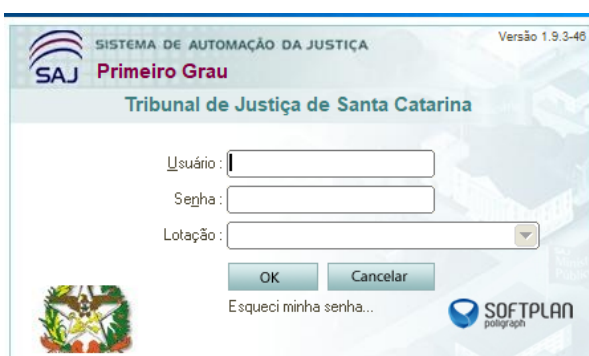 SISTEMA DE AUTOMAÇÃO DA JUSTIÇA
Versão 1.9.3-46
SAJ
Primeiro Grau
Tribunal de Justiça de Santa Catarina
Usuário :
Senha :
Lotação :
OK Cancelar
Esqueci minha senha...
SOFTPLAN
poligraph